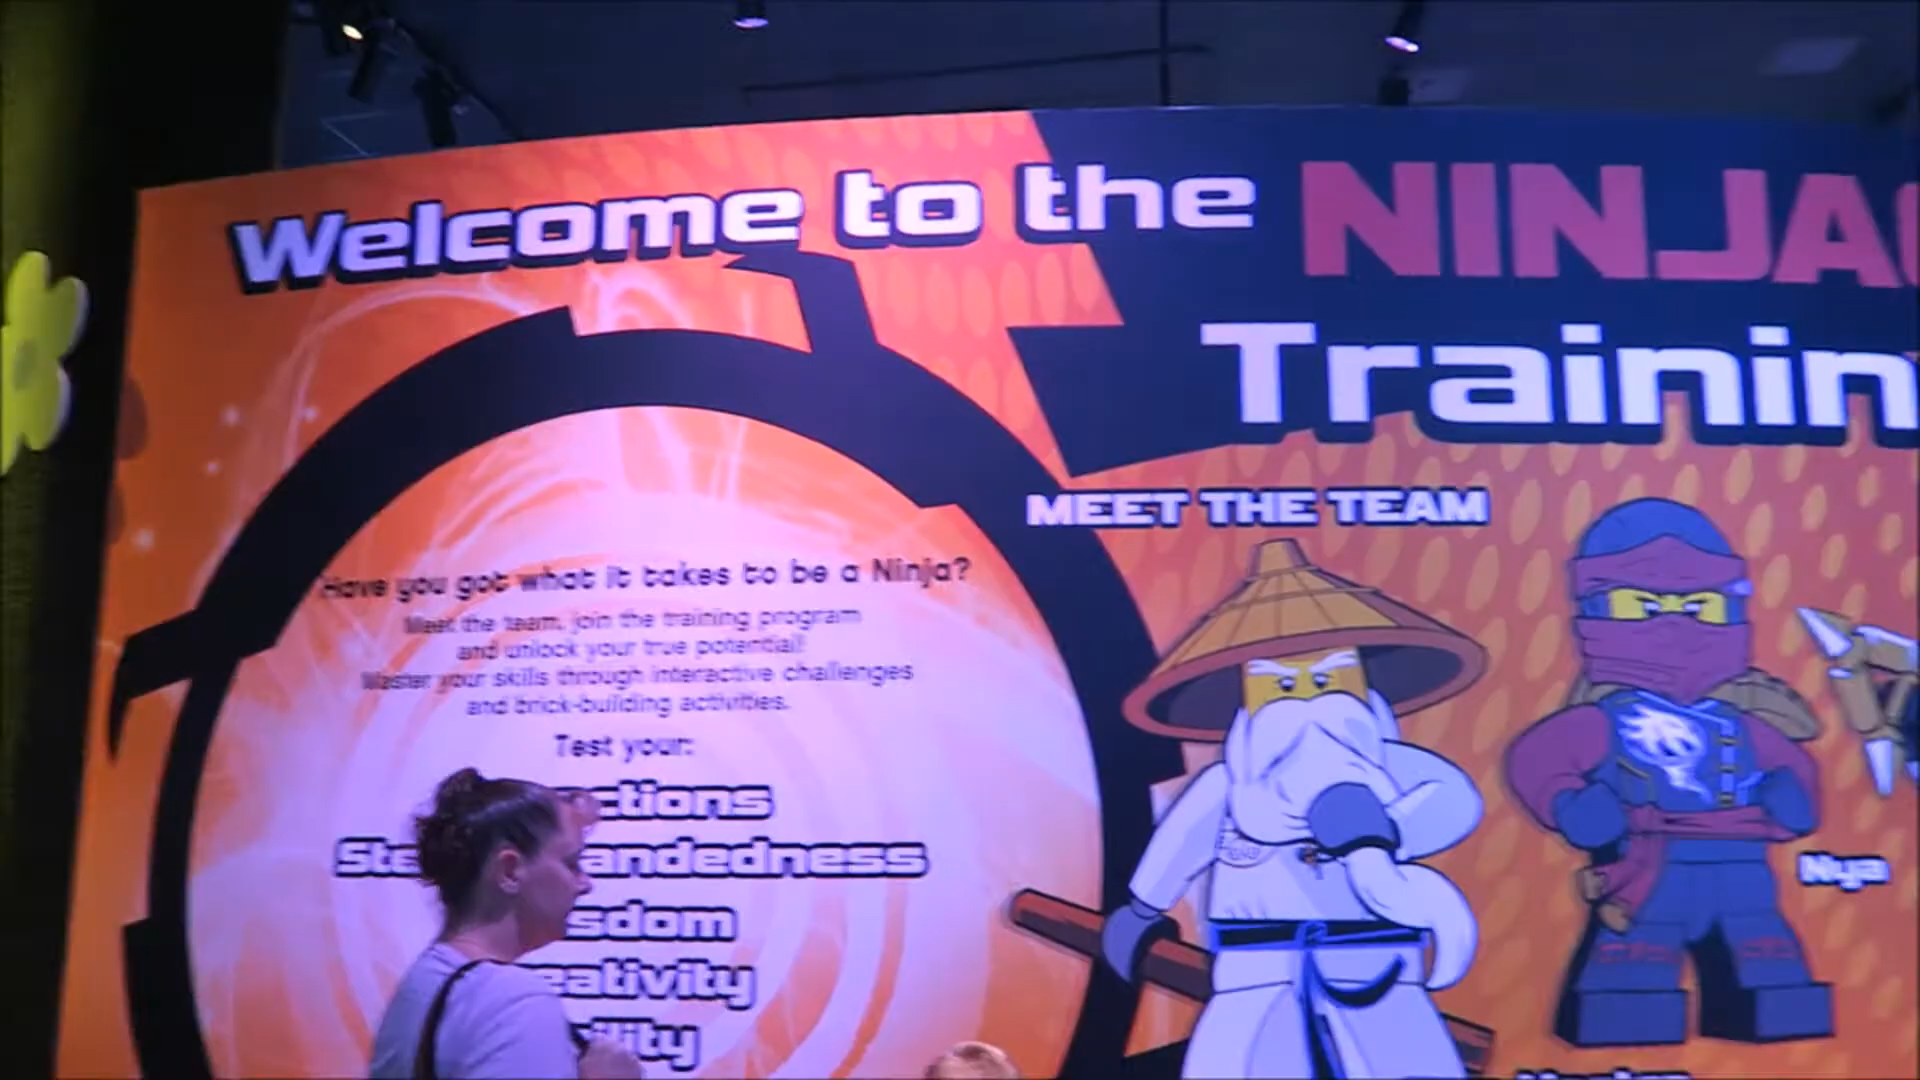 Welcome to the NINJA
Trainin
MEET THE TEAM
Have you got what it takes to be a Ninja?
Meet the team, join the training program
and unlock your true potential!
Master your skills through interactive challenges
and brick-building activities.
Test your:
ctions
Ste andedness
sdom
eativity
ility
Nya